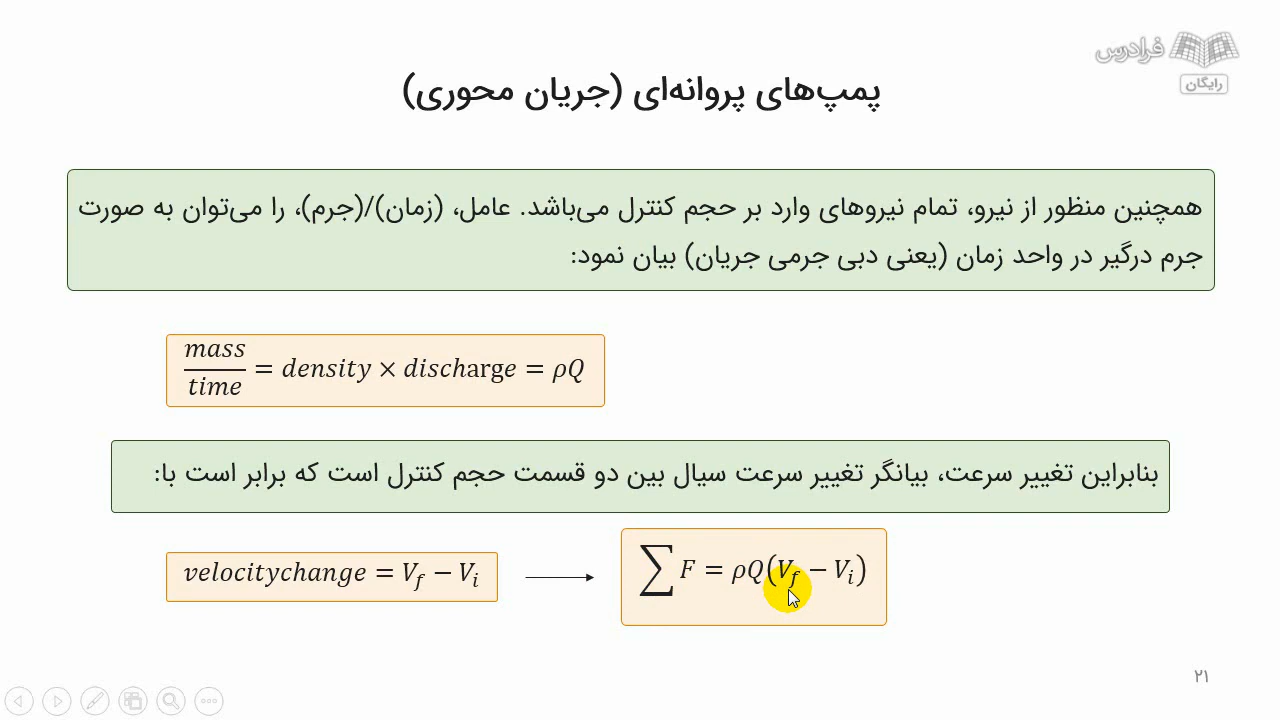 فرادرس
رایگان
پمپ‌های پروانه‌ای (جریان محوری)
همچنین منظور از نیرو، تمام نیروهای وارد بر حجم کنترل می‌باشد. عامل، (زمان)/(جرم)، را می‌توان به صورت
جرم درگیر در واحد زمان (یعنی دبی جرمی جریان) بیان نمود:
mass/time = density × discharge = ρQ
بنابراین تغییر سرعت، بیانگر تغییر سرعت سیال بین دو قسمت حجم کنترل است که برابر است با:
velocitychange = V_f − V_i
∑F = ρQ(V_f − V_i)
۲۱